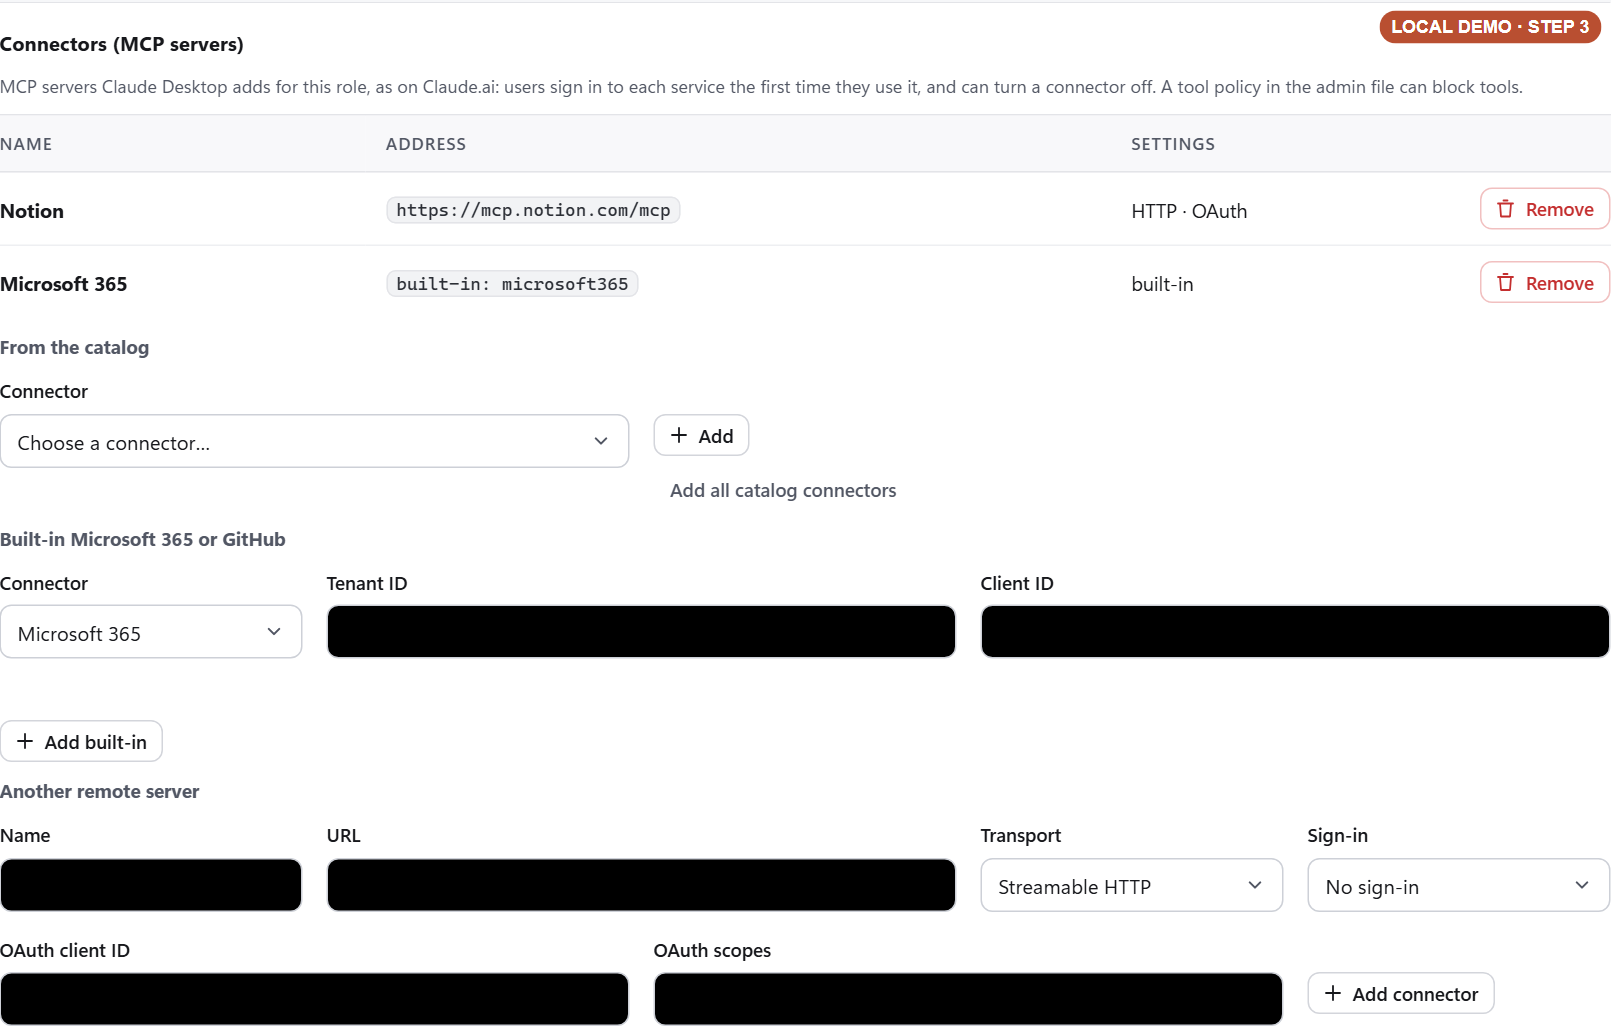 LOCAL DEMO · STEP 3
Connectors (MCP servers)
MCP servers Claude Desktop adds for this role, as on Claude.ai: users sign in to each service the first time they use it, and can turn a connector off. A tool policy in the admin file can block tools.
NAME ADDRESS SETTINGS
Notion https://mcp.notion.com/mcp HTTP · OAuth Remove
Microsoft 365 built-in: microsoft365 built-in Remove
From the catalog
Connector
Choose a connector... + Add
Add all catalog connectors
Built-in Microsoft 365 or GitHub
Connector Tenant ID Client ID
Microsoft 365
+ Add built-in
Another remote server
Name URL Transport Sign-in
Streamable HTTP No sign-in
OAuth client ID OAuth scopes
+ Add connector